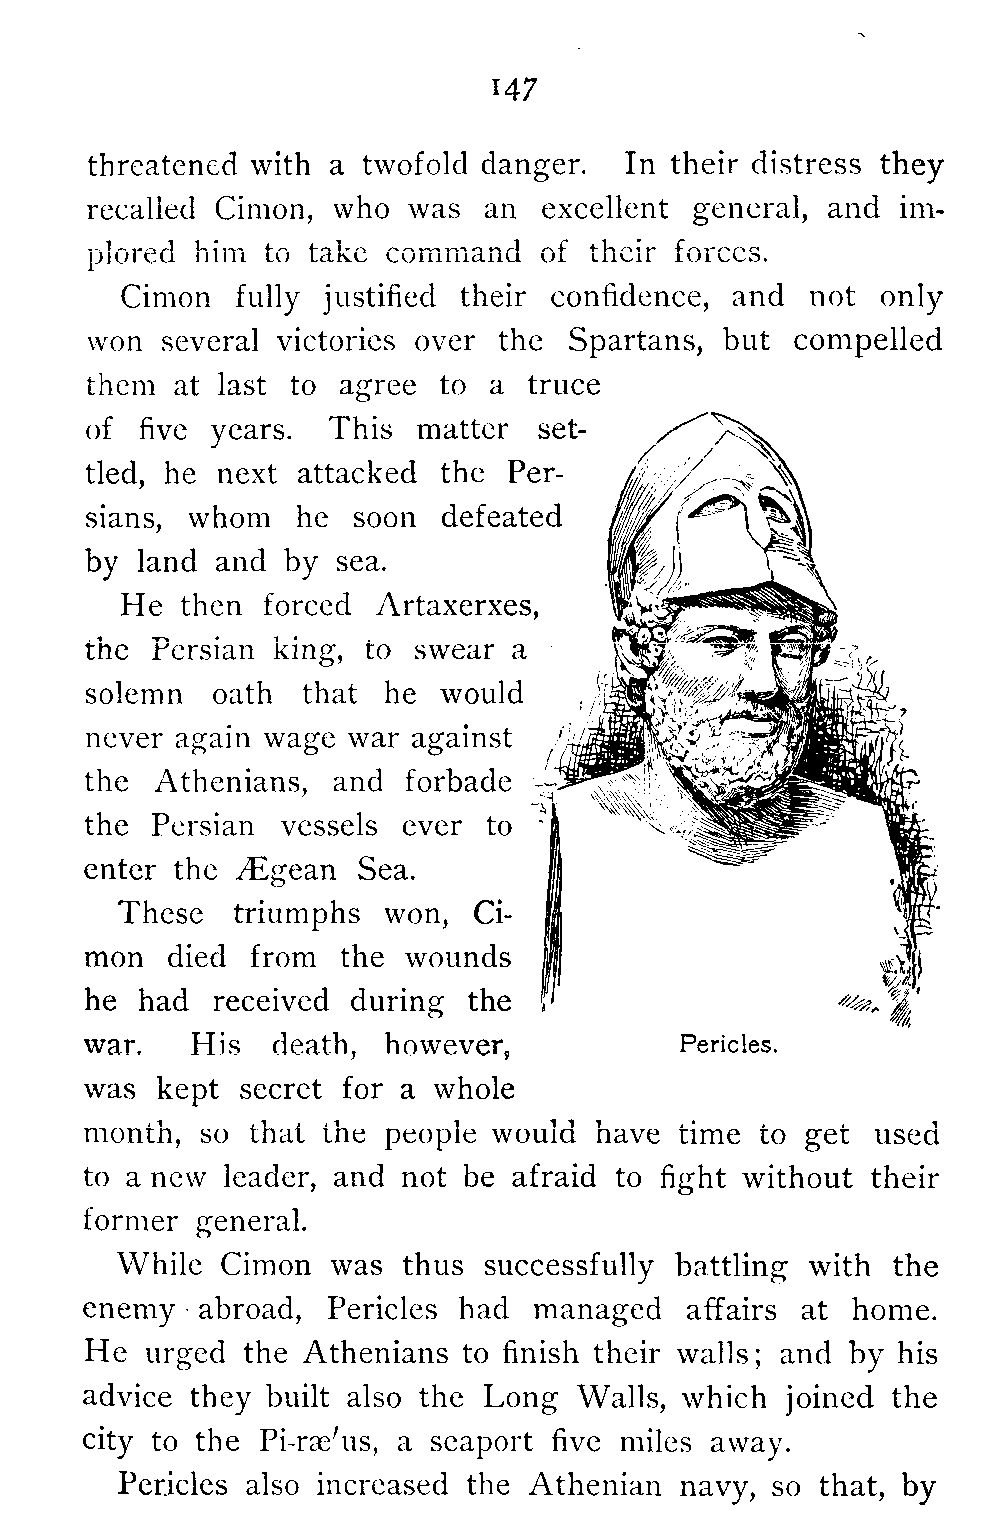 147
threatened with a twofold danger. In their distress they
recalled Cimon, who was an excellent general, and im-
plored him to take command of their forces.
Cimon fully justified their confidence, and not only
won several victories over the Spartans, but compelled
them at last to agree to a truce
of five years. This matter set-
tled, he next attacked the Per-
sians, whom he soon defeated
by land and by sea.
He then forced Artaxerxes,
the Persian king, to swear a
solemn oath that he would
never again wage war against
the Athenians, and forbade
the Persian vessels ever to
enter the Ægean Sea.
These triumphs won, Ci-
mon died from the wounds
he had received during the
war. His death, however,
was kept secret for a whole
Pericles.
month, so that the people would have time to get used
to a new leader, and not be afraid to fight without their
former general.
While Cimon was thus successfully battling with the
enemy abroad, Pericles had managed affairs at home.
He urged the Athenians to finish their walls; and by his
advice they built also the Long Walls, which joined the
city to the Pi-ræ′us, a seaport five miles away.
Pericles also increased the Athenian navy, so that, by